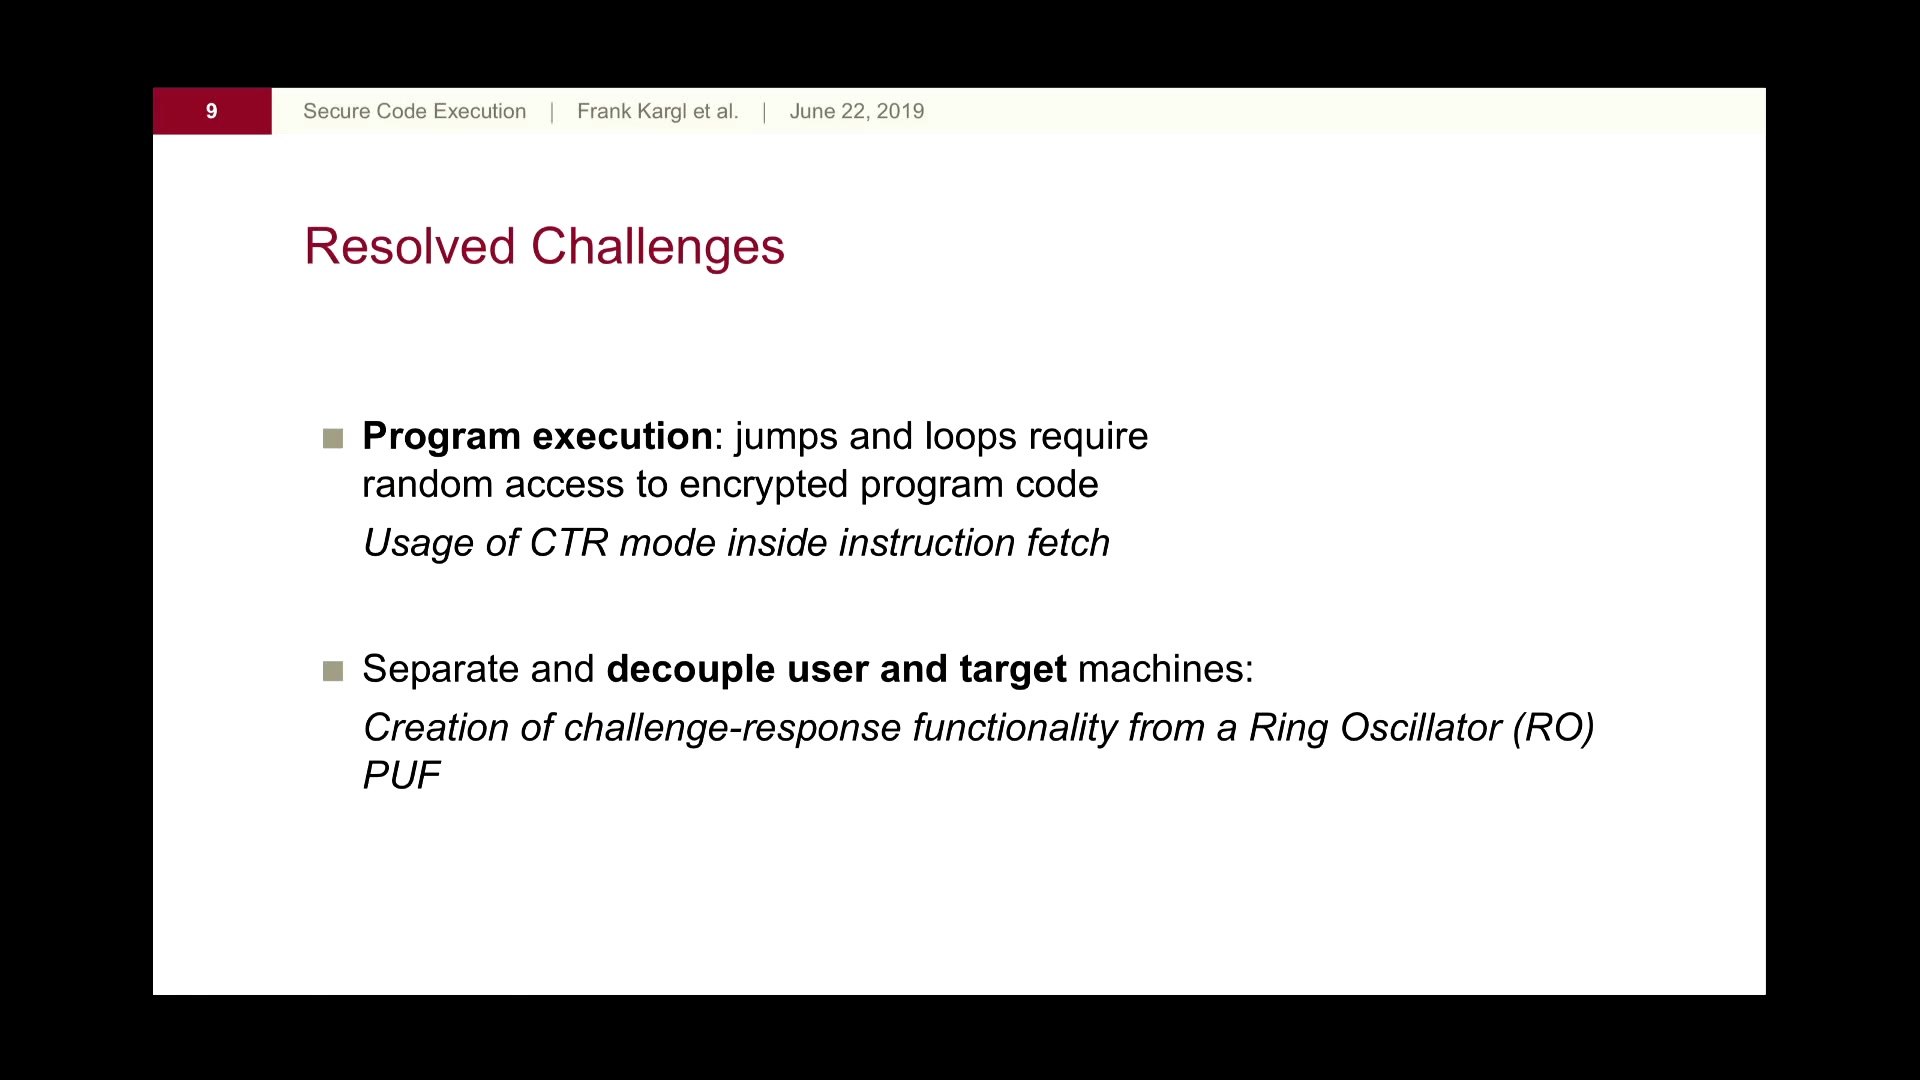 9 Secure Code Execution | Frank Kargl et al. | June 22, 2019
Resolved Challenges
Program execution: jumps and loops require
random access to encrypted program code
Usage of CTR mode inside instruction fetch
Separate and decouple user and target machines:
Creation of challenge-response functionality from a Ring Oscillator (RO)
PUF